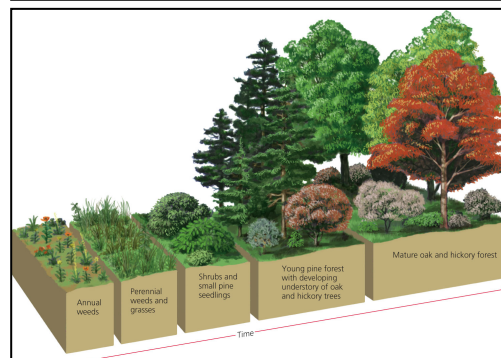 Annual
weeds
Perennial
weeds and
grasses
Shrubs and
small pine
seedlings
Young pine forest
with developing
understory of oak
and hickory trees
Mature oak and hickory forest
Time